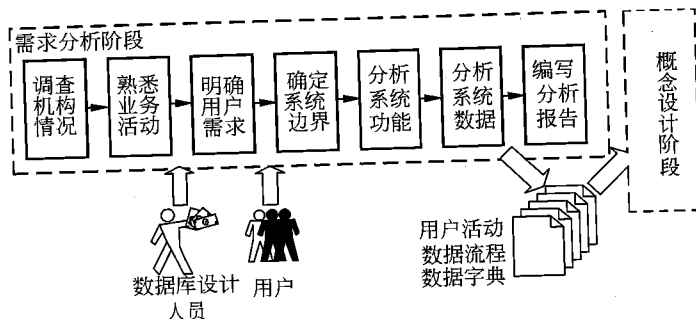 需求分析阶段
调查
机构
情况
熟悉
业务
活动
明确
用户
需求
确定
系统
边界
分析
系统
功能
分析
系统
数据
编写
分析
报告
概念设计阶段
数据库设计
人员
用户
用户活动
数据流程
数据字典